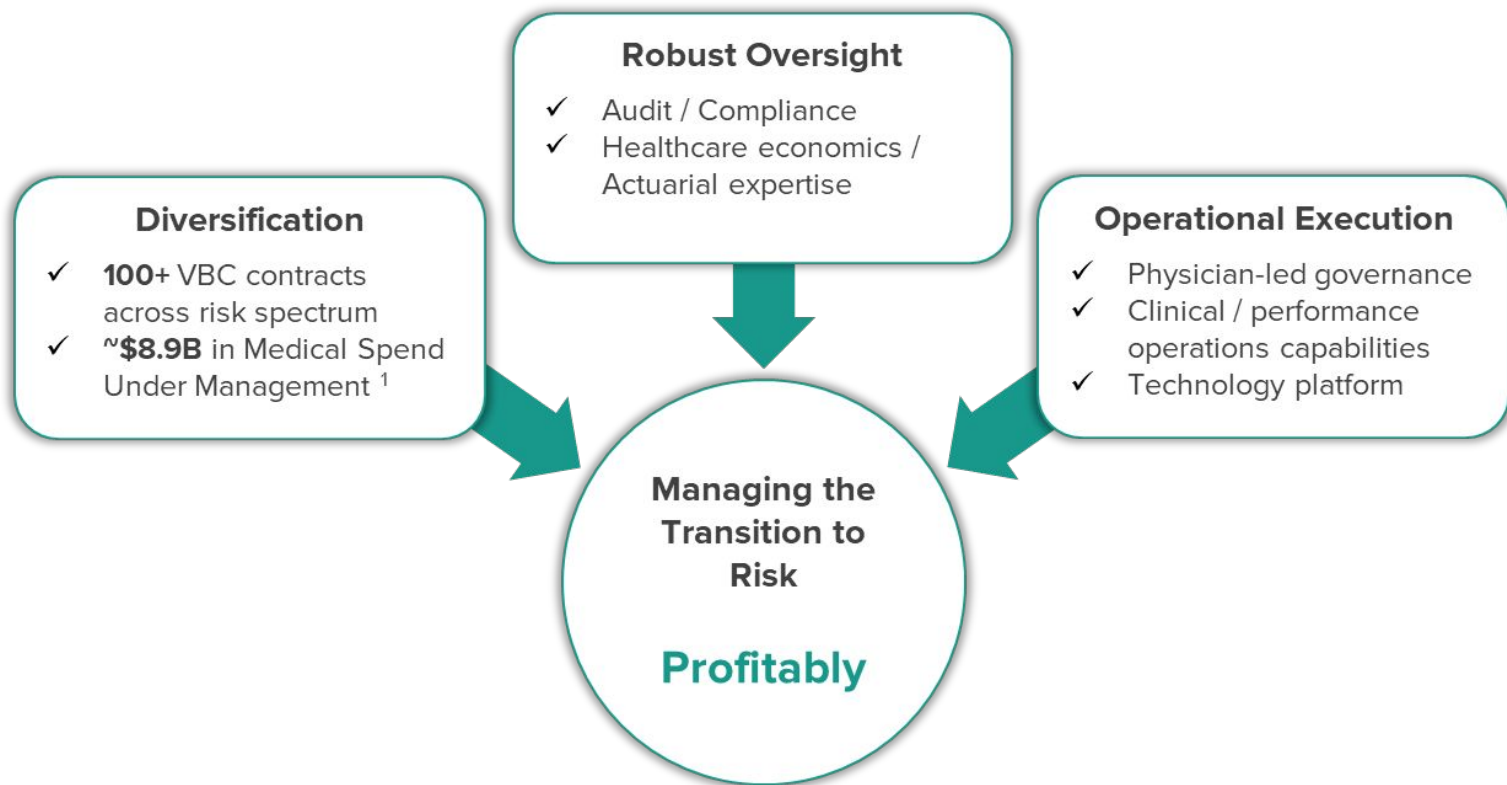 Robust Oversight
✓ Audit / Compliance
✓ Healthcare economics /
Actuarial expertise
Diversification
✓ 100+ VBC contracts
across risk spectrum
✓ ~$8.9B in Medical Spend
Under Management 1
Operational Execution
✓ Physician-led governance
✓ Clinical / performance
operations capabilities
✓ Technology platform
Managing the
Transition to
Risk
Profitably